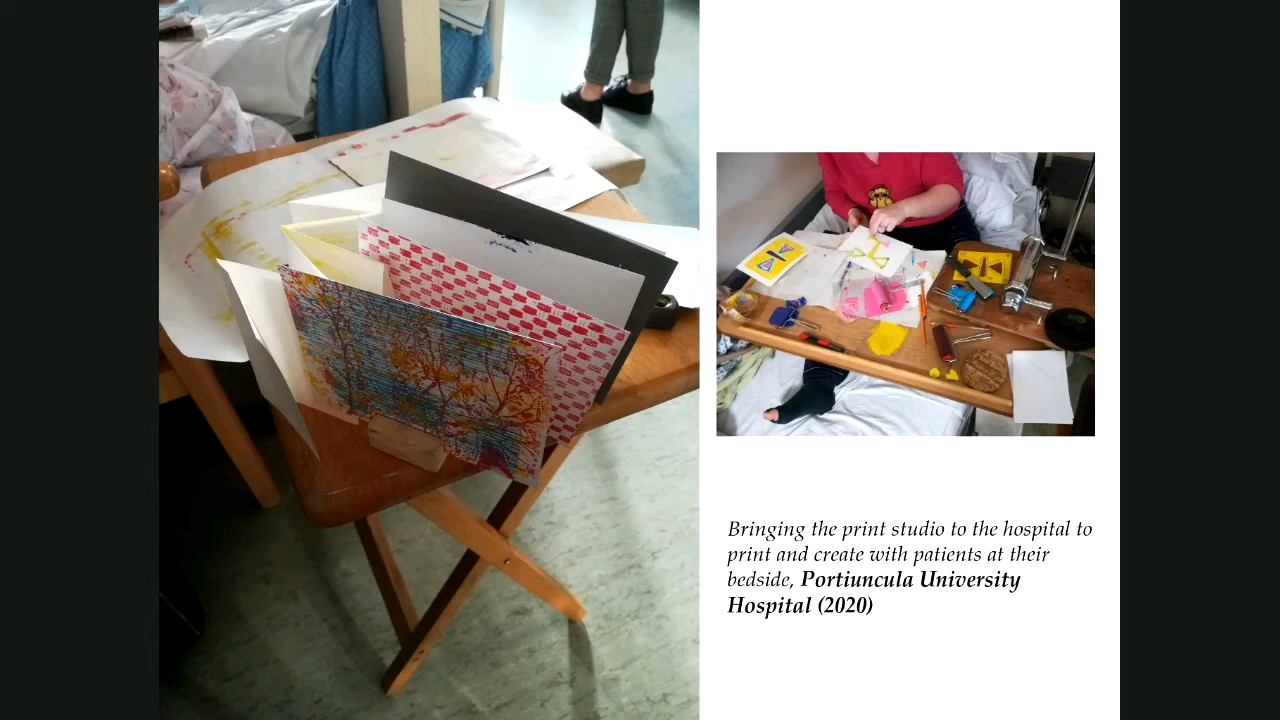 Bringing the print studio to the hospital to
print and create with patients at their
bedside, Portiuncula University
Hospital (2020)